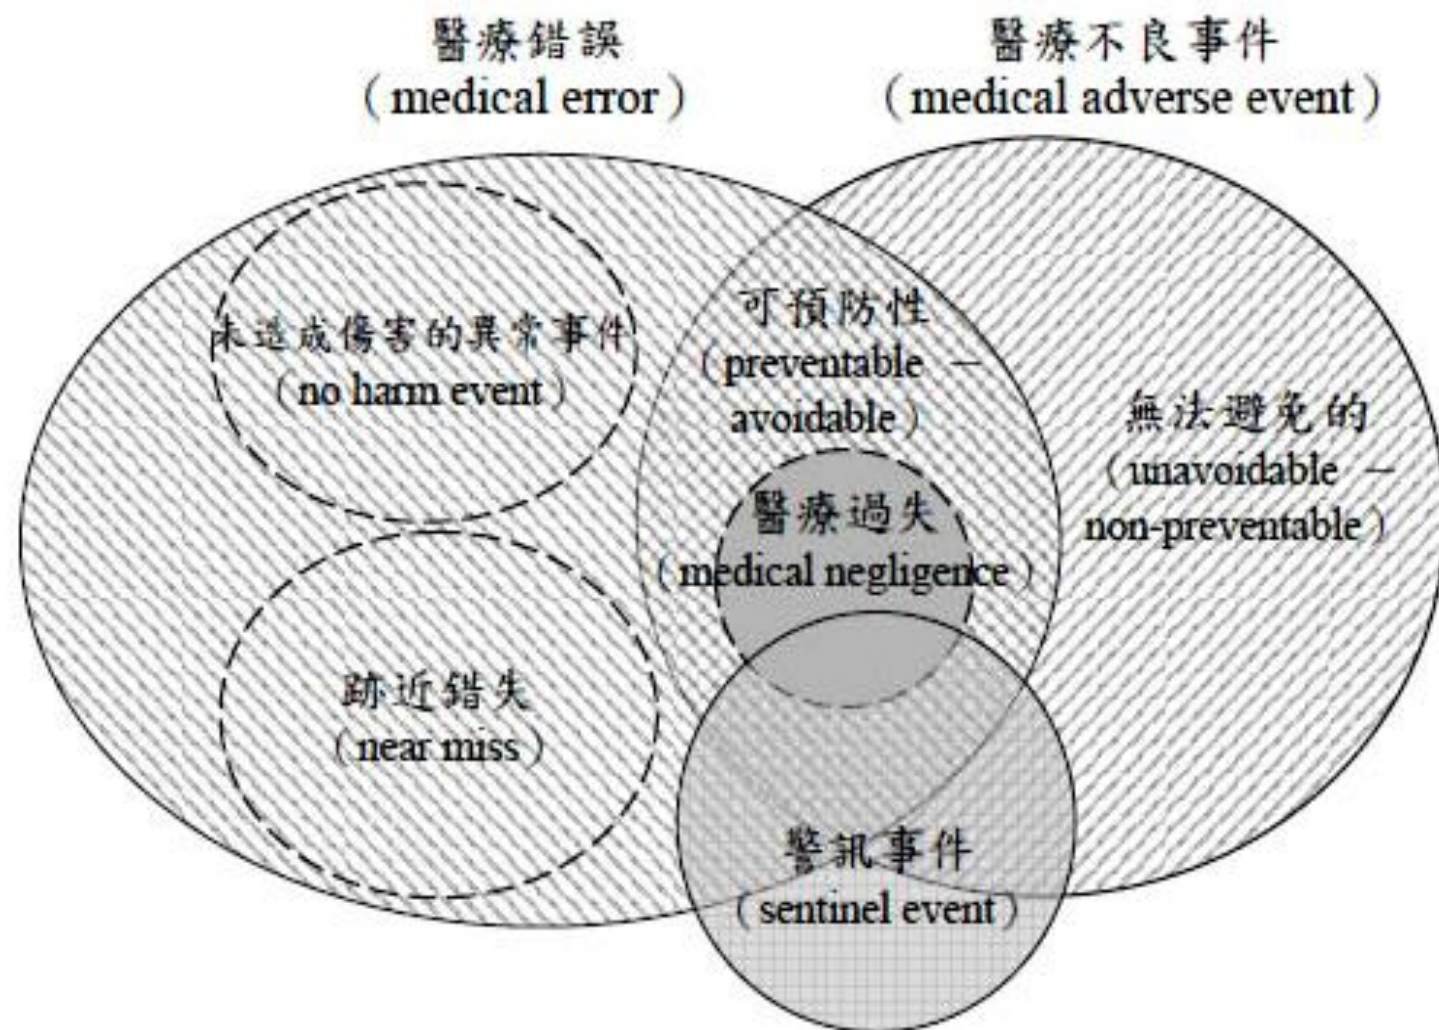 醫療錯誤
(medical error)
醫療不良事件
(medical adverse event)
未造成傷害的異常事件
(no harm event)
可預防性
(preventable –
avoidable)
無法避免的
(unavoidable –
non-preventable)
醫療過失
(medical negligence)
跡近錯失
(near miss)
警訊事件
(sentinel event)